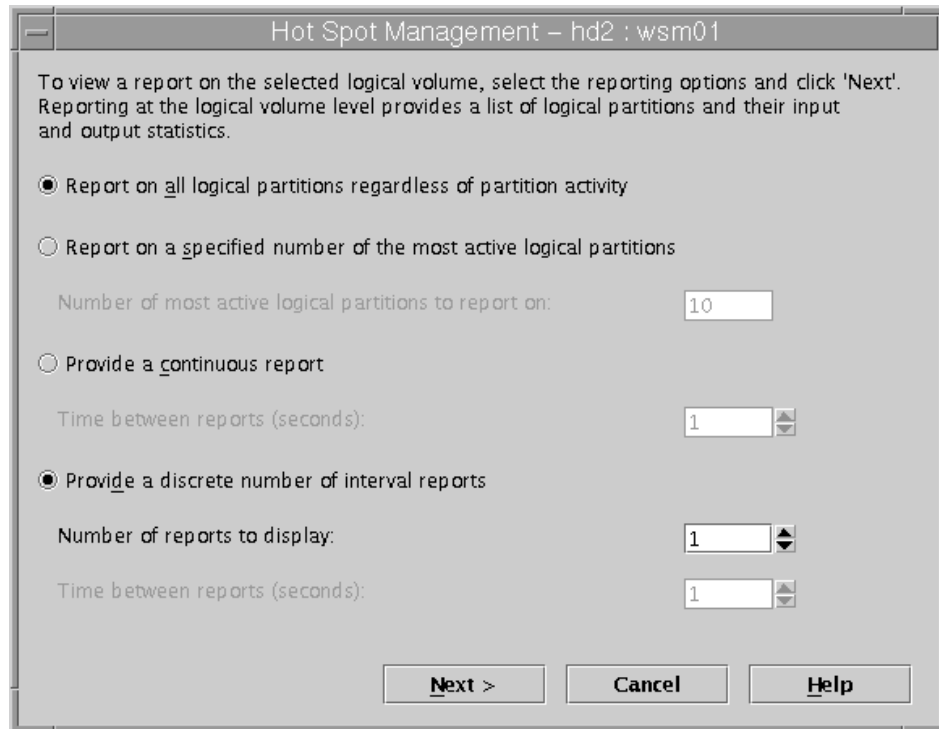 Hot Spot Management – hd2 : wsm01
To view a report on the selected logical volume, select the reporting options and click 'Next'.
Reporting at the logical volume level provides a list of logical partitions and their input
and output statistics.
Report on all logical partitions regardless of partition activity
Report on a specified number of the most active logical partitions
Number of most active logical partitions to report on: 10
Provide a continuous report
Time between reports (seconds): 1
Provide a discrete number of interval reports
Number of reports to display: 1
Time between reports (seconds): 1
Next > Cancel Help